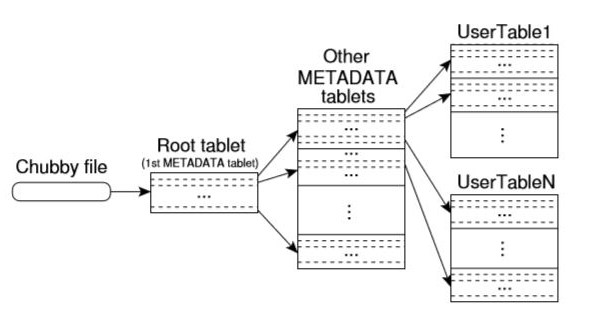 UserTable1
Other
METADATA
tablets
Root tablet
(1st METADATA tablet)
Chubby file
UserTableN
...
...
...
...
...
...
...
...
...
⋮
⋮
⋮